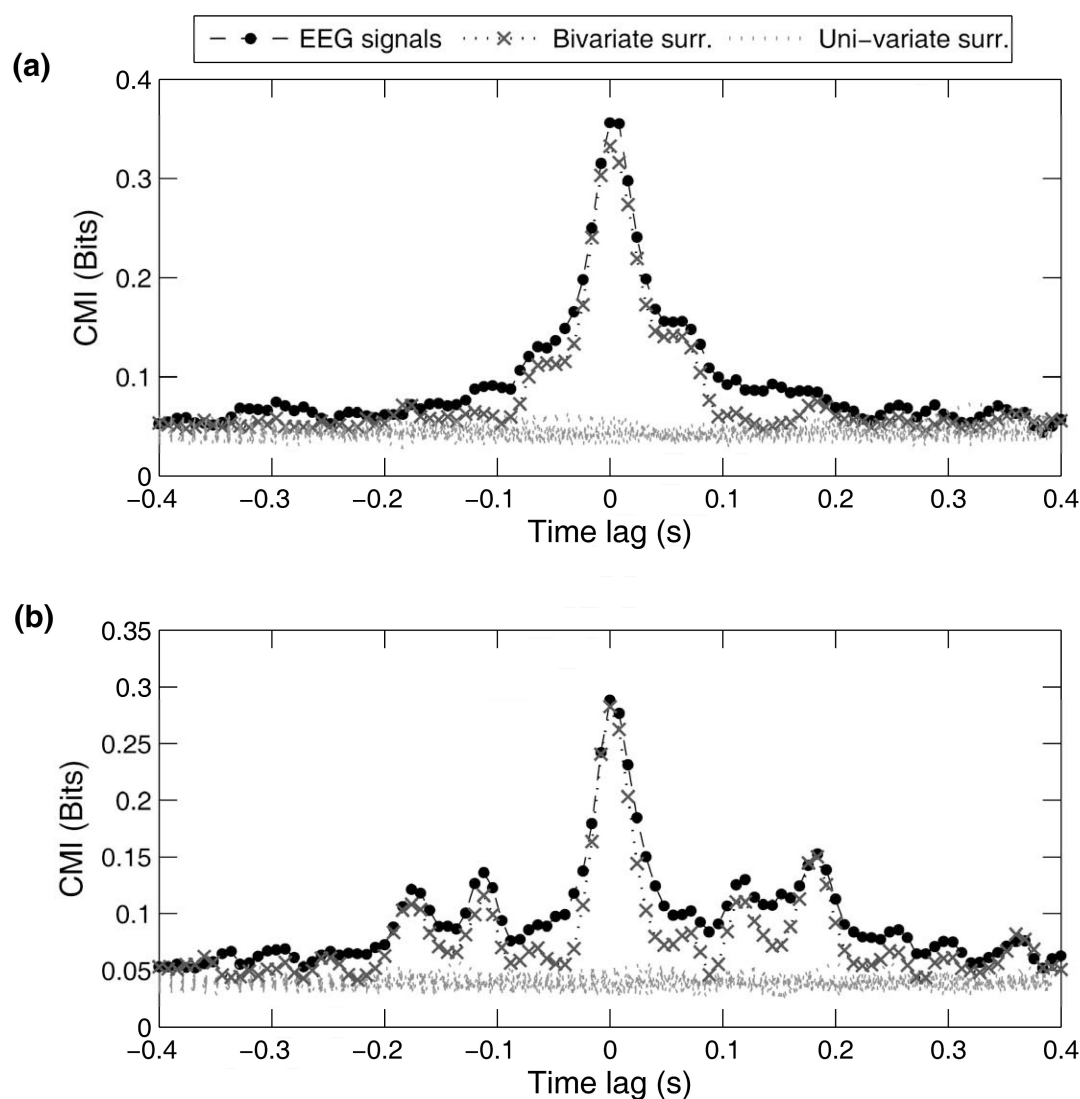 EEG signals Bivariate surr. Uni-variate surr.
(a)
0.4
0.3
0.2
0.1
0
CMI (Bits)
−0.4 −0.3 −0.2 −0.1 0 0.1 0.2 0.3 0.4
Time lag (s)
(b)
0.35
0.3
0.25
0.2
0.15
0.1
0.05
0
CMI (Bits)
−0.4 −0.3 −0.2 −0.1 0 0.1 0.2 0.3 0.4
Time lag (s)